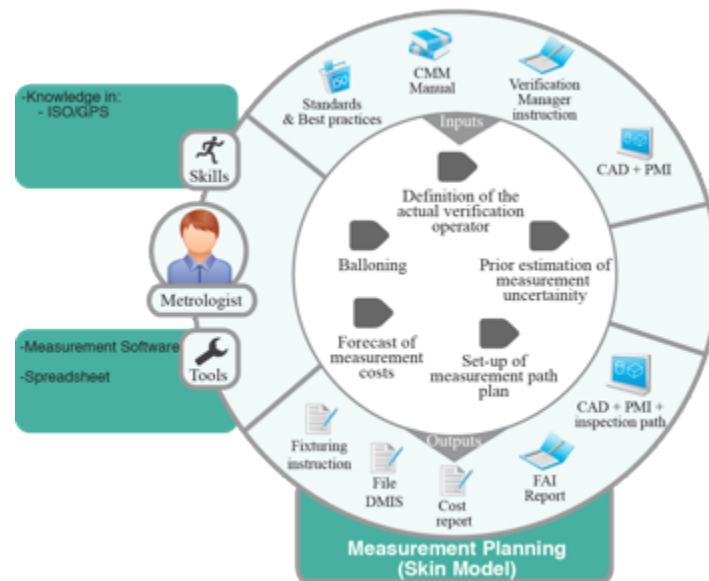 -Knowledge in:
- ISO/GPS
Skills
Metrologist
-Measurement Software
-Spreadsheet
Tools
Standards
& Best practices
CMM
Manual
Verification
Manager
instruction
CAD + PMI
ISO
Inputs
Definition of the
actual verification
operator
Balloning
Prior estimation of
measurement
uncertainity
Forecast of
measurement
costs
Set-up of
measurement path
plan
CAD + PMI +
inspection path
Outputs
Fixturing
instruction
File
DMIS
Cost
report
FAI
Report
Measurement Planning
(Skin Model)